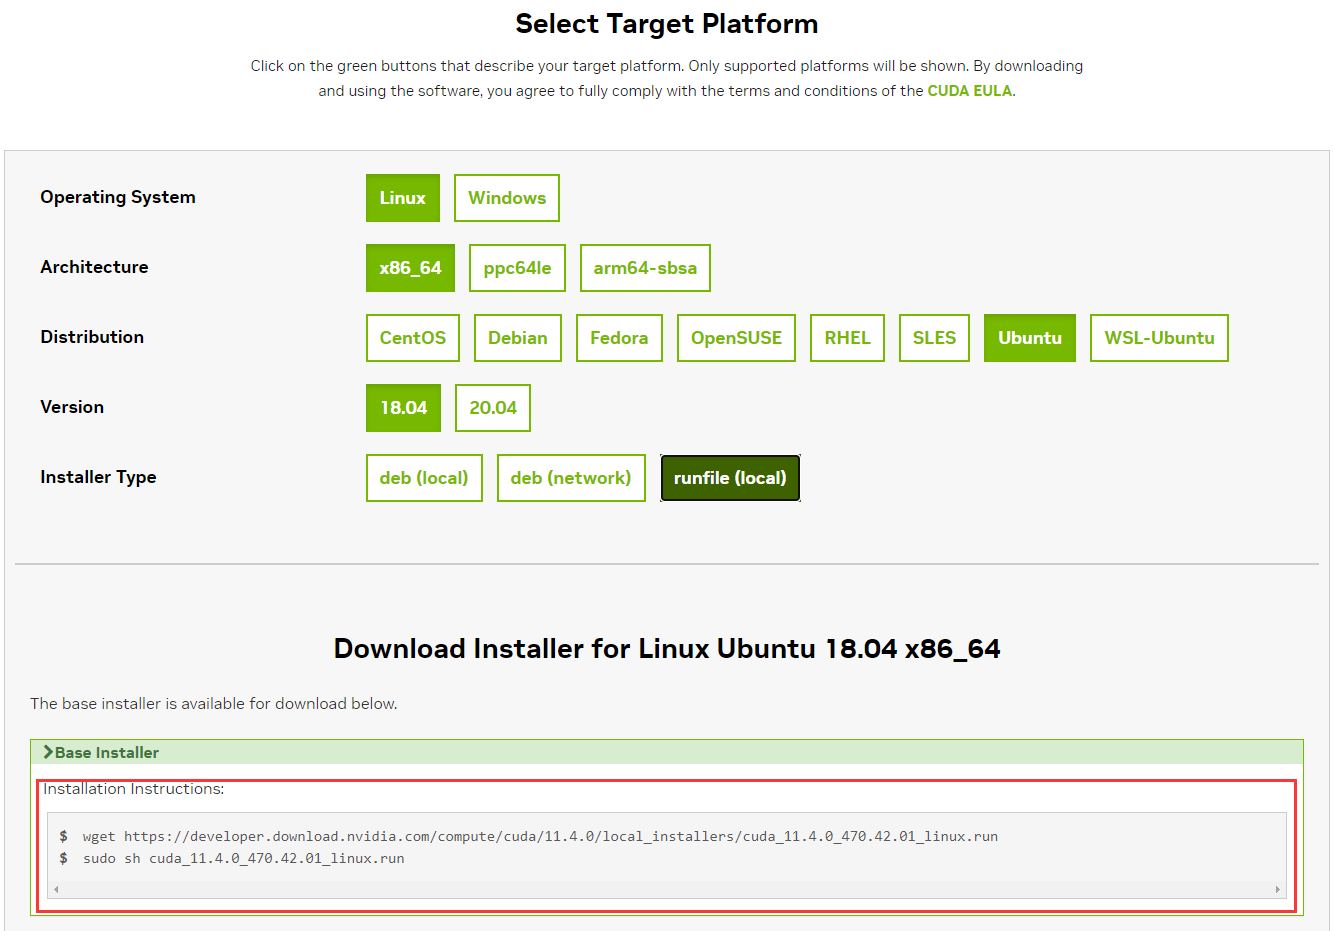 Select Target Platform
Click on the green buttons that describe your target platform. Only supported platforms will be shown. By downloading
and using the software, you agree to fully comply with the terms and conditions of the CUDA EULA.
Operating System Linux Windows
Architecture x86_64 ppc64le arm64-sbsa
Distribution CentOS Debian Fedora OpenSUSE RHEL SLES Ubuntu WSL-Ubuntu
Version 18.04 20.04
Installer Type deb (local) deb (network) runfile (local)
Download Installer for Linux Ubuntu 18.04 x86_64
The base installer is available for download below.
Base Installer
Installation Instructions:
$ wget https://developer.download.nvidia.com/compute/cuda/11.4.0/local_installers/cuda_11.4.0_470.42.01_linux.run
$ sudo sh cuda_11.4.0_470.42.01_linux.run